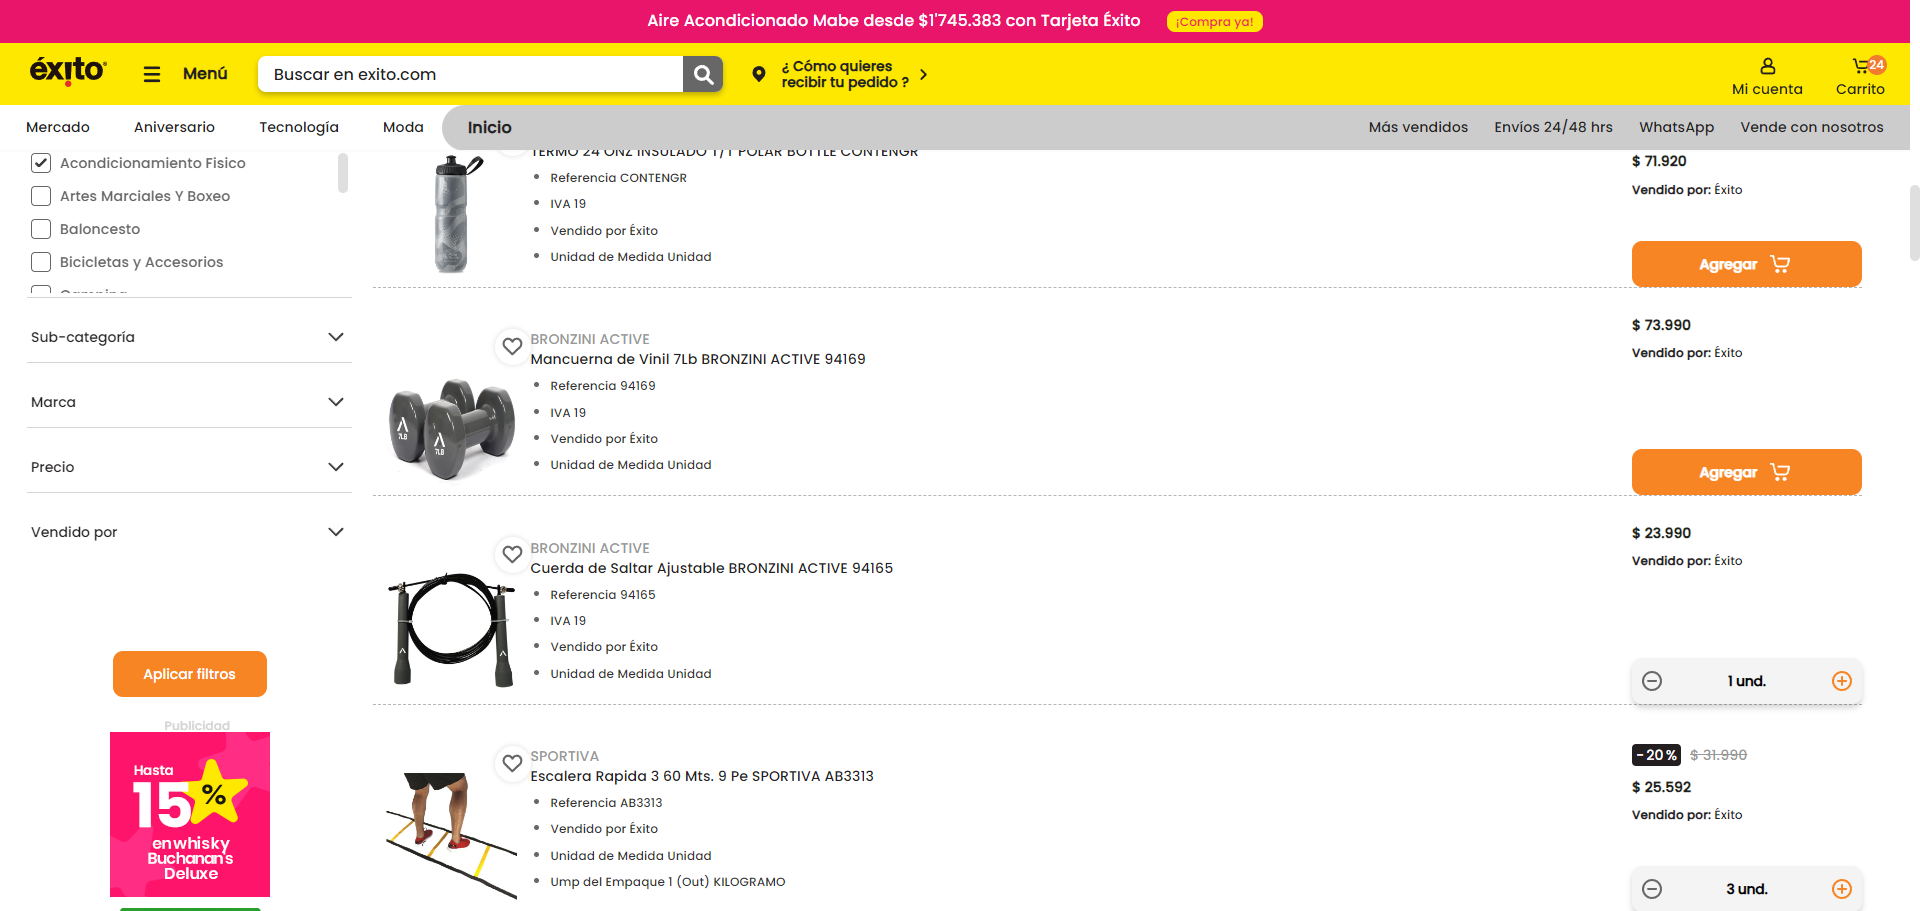 Aire Acondicionado Mabe desde $1'745.383 con Tarjeta Éxito
¡Compra ya!
éxito
Menú
Buscar en exito.com
¿ Cómo quieres
recibir tu pedido ?
Mi cuenta
24
Carrito
Mercado
Aniversario
Tecnología
Moda
Inicio
Más vendidos
Envíos 24/48 hrs
WhatsApp
Vende con nosotros
Acondicionamiento Fisico
Artes Marciales Y Boxeo
Baloncesto
Bicicletas y Accesorios
Sub-categoría
Marca
Precio
Vendido por
Aplicar filtros
Publicidad
Hasta
15%
en whisky
Buchanan's
Deluxe
TERMO 24 ONZ INSULADO 1/1 POLAR BOTTLE CONTENGR
Referencia CONTENGR
IVA 19
Vendido por Éxito
Unidad de Medida Unidad
$ 71.920
Vendido por: Éxito
Agregar
BRONZINI ACTIVE
Mancuerna de Vinil 7Lb BRONZINI ACTIVE 94169
Referencia 94169
IVA 19
Vendido por Éxito
Unidad de Medida Unidad
7LB
7LB
$ 73.990
Vendido por: Éxito
Agregar
BRONZINI ACTIVE
Cuerda de Saltar Ajustable BRONZINI ACTIVE 94165
Referencia 94165
IVA 19
Vendido por Éxito
Unidad de Medida Unidad
$ 23.990
Vendido por: Éxito
1 und.
SPORTIVA
Escalera Rapida 3 60 Mts. 9 Pe SPORTIVA AB3313
Referencia AB3313
Vendido por Éxito
Unidad de Medida Unidad
Ump del Empaque 1 (Out) KILOGRAMO
-20% $ 31.990
$ 25.592
Vendido por: Éxito
3 und.